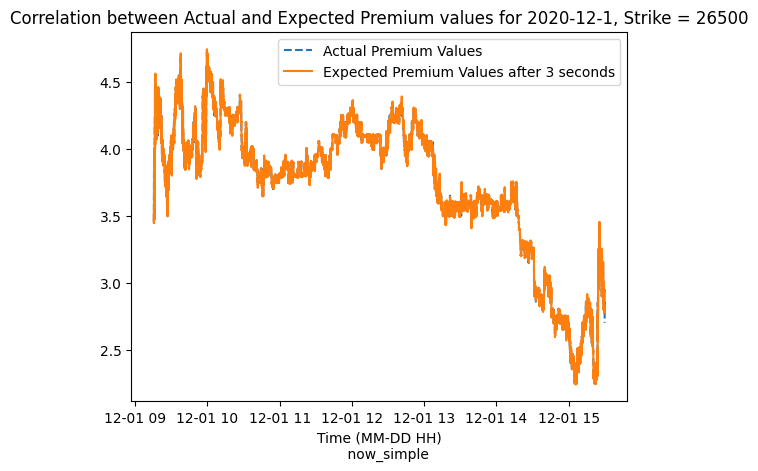 Correlation between Actual and Expected Premium values for 2020-12-1, Strike = 26500
Actual Premium Values
Expected Premium Values after 3 seconds
4.5
4.0
3.5
3.0
2.5
12-01 09 12-01 10 12-01 11 12-01 12 12-01 13 12-01 14 12-01 15
Time (MM-DD HH)
now_simple